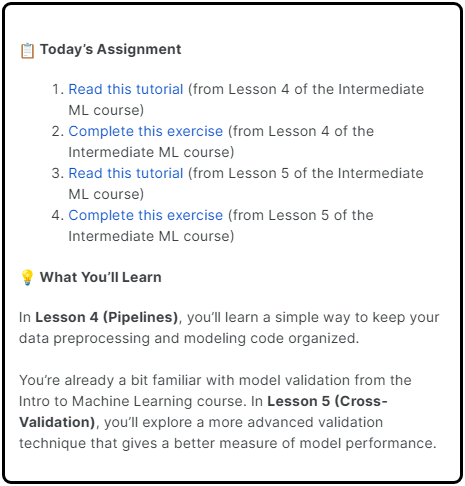 📋 Today’s Assignment
1. Read this tutorial (from Lesson 4 of the Intermediate
ML course)
2. Complete this exercise (from Lesson 4 of the
Intermediate ML course)
3. Read this tutorial (from Lesson 5 of the Intermediate
ML course)
4. Complete this exercise (from Lesson 5 of the
Intermediate ML course)
💡 What You’ll Learn
In Lesson 4 (Pipelines), you’ll learn a simple way to keep your
data preprocessing and modeling code organized.
You’re already a bit familiar with model validation from the
Intro to Machine Learning course. In Lesson 5 (Cross-
Validation), you’ll explore a more advanced validation
technique that gives a better measure of model performance.